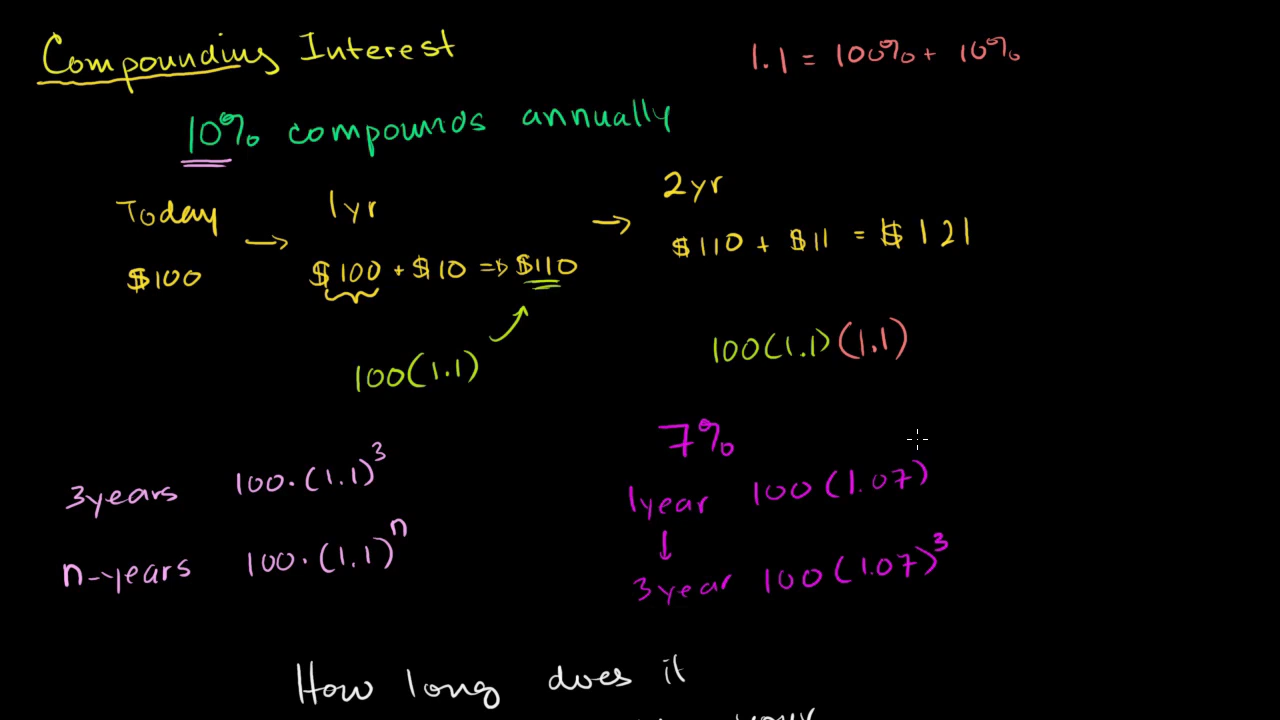 Compounding Interest
1.1 = 100% + 10%
10% compounds annually
Today
$100
→
1yr
$100 + $10 => $110
100(1.1)
→
2yr
$110 + $11 = $121
100(1.1)(1.1)
3years 100·(1.1)^3
n-years 100·(1.1)^n
7%
1year 100(1.07)
↓
3year 100(1.07)^3
How long does it
your